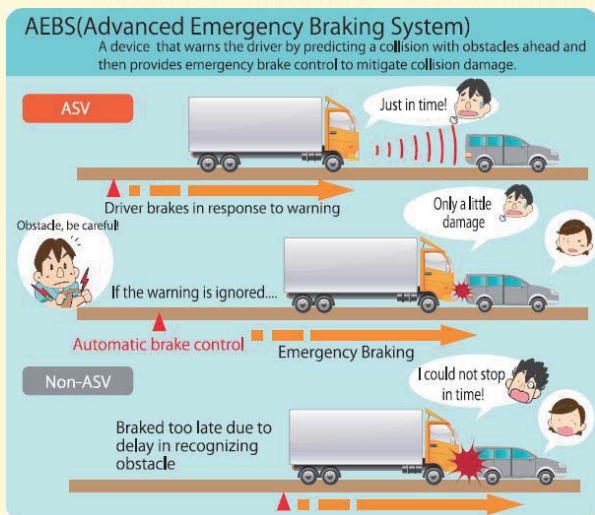 AEBS(Advanced Emergency Braking System)
A device that warns the driver by predicting a collision with obstacles ahead and
then provides emergency brake control to mitigate collision damage.
ASV
Just in time!
Driver brakes in response to warning
Obstacle, be careful!
Only a little
damage
If the warning is ignored....
Automatic brake control
Emergency Braking
Non-ASV
I could not stop
in time!
Braked too late due to
delay in recognizing
obstacle